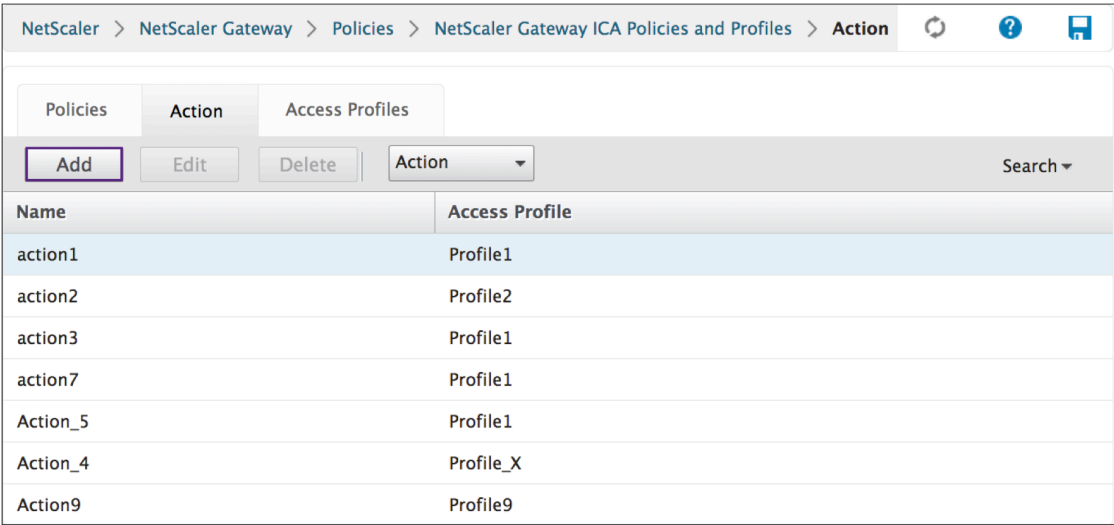 NetScaler > NetScaler Gateway > Policies > NetScaler Gateway ICA Policies and Profiles > Action ?
Policies Action Access Profiles
Add Edit Delete Action Search
Name Access Profile
action1 Profile1
action2 Profile2
action3 Profile1
action7 Profile1
Action_5 Profile1
Action_4 Profile_X
Action9 Profile9